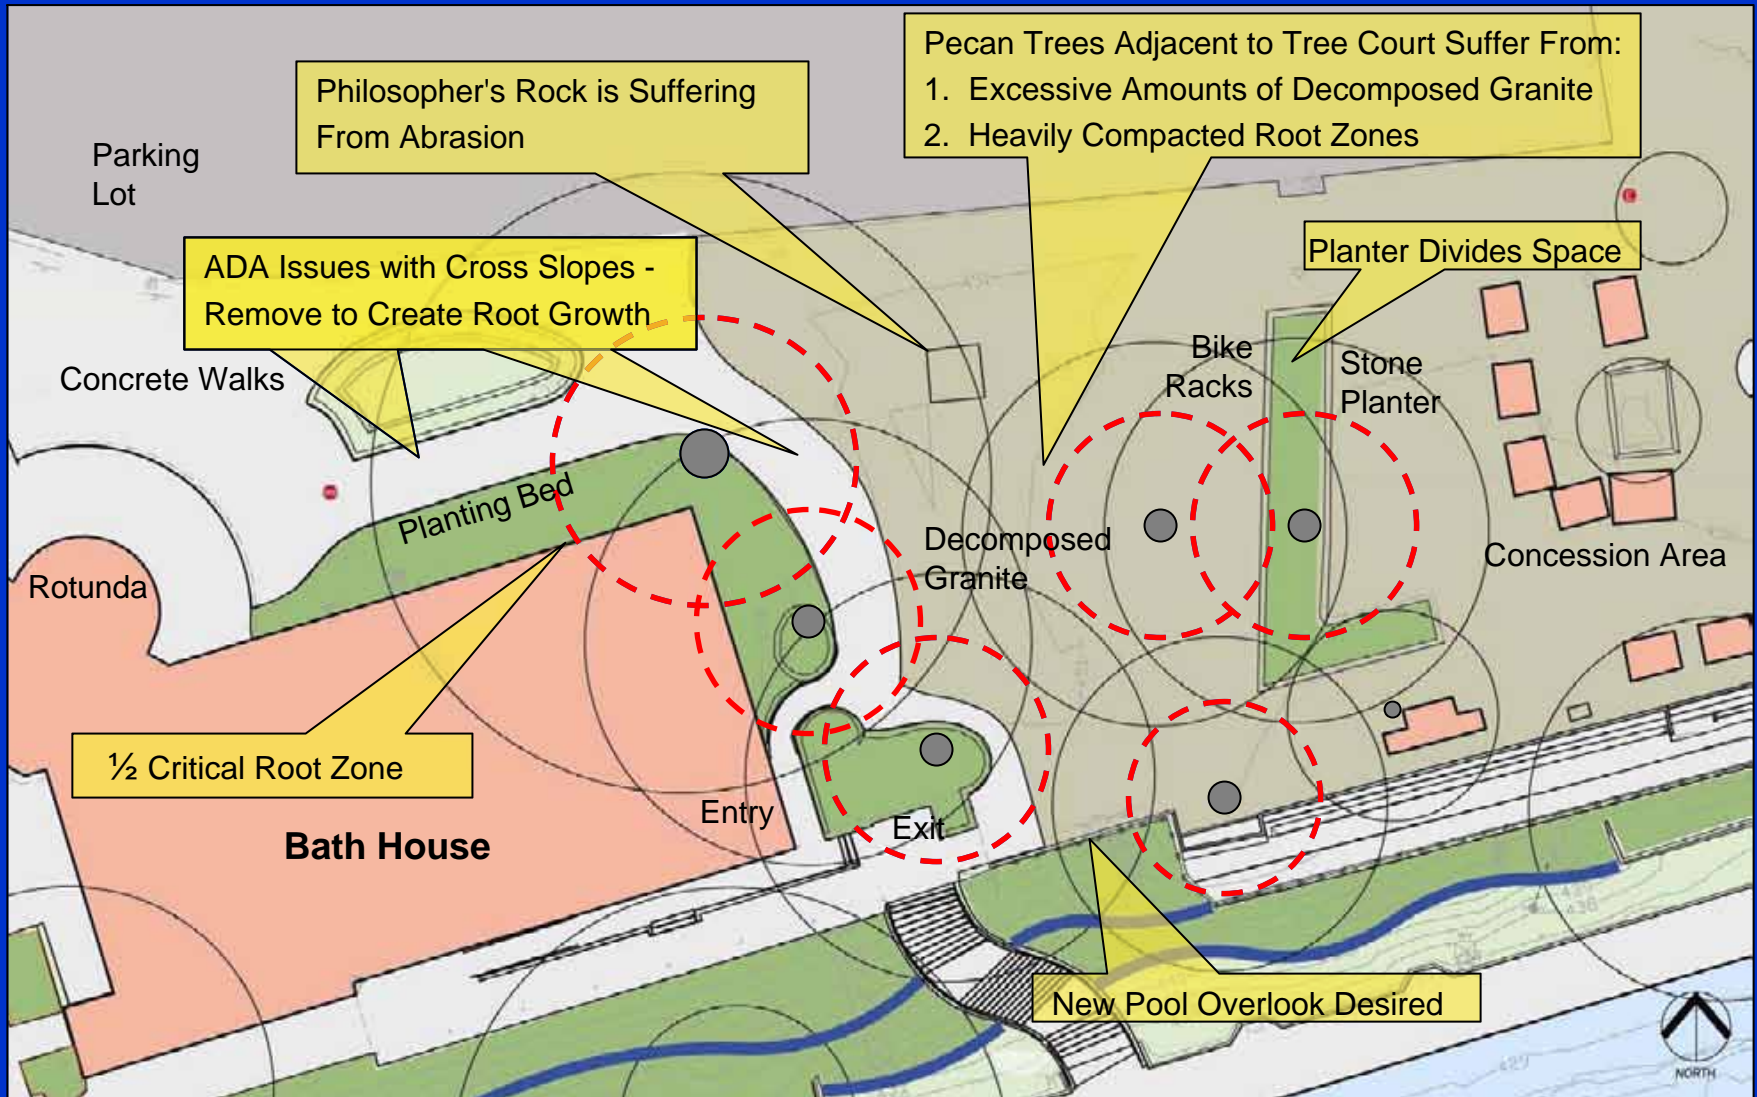 Pecan Trees Adjacent to Tree Court Suffer From:
1. Excessive Amounts of Decomposed Granite
2. Heavily Compacted Root Zones
Philosopher's Rock is Suffering
From Abrasion
Parking
Lot
ADA Issues with Cross Slopes -
Remove to Create Root Growth
Planter Divides Space
Concrete Walks
Bike
Racks
Stone
Planter
Planting Bed
Decomposed
Granite
Concession Area
Rotunda
½ Critical Root Zone
Entry
Exit
Bath House
New Pool Overlook Desired
NORTH
429